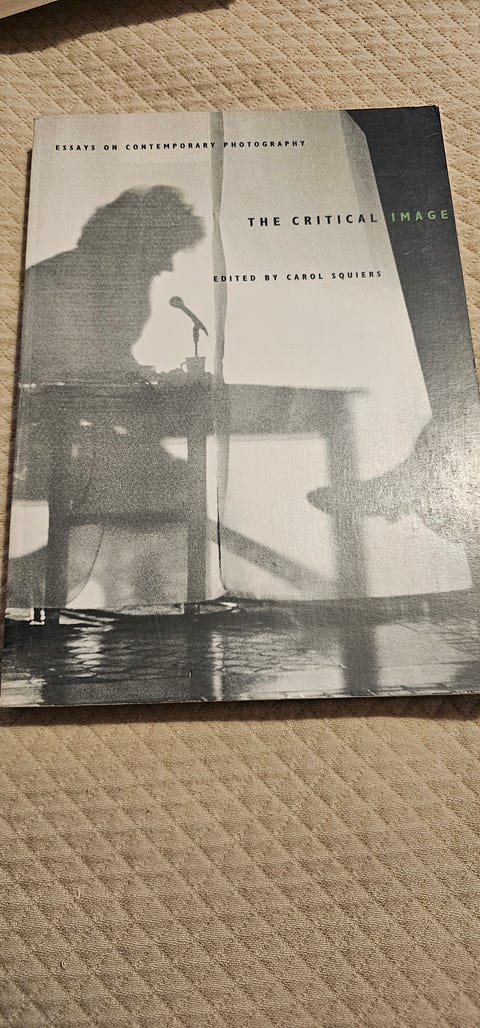 ESSAYS ON CONTEMPORARY PHOTOGRAPHY
THE CRITICAL IMAGE
EDITED BY CAROL SQUIERS